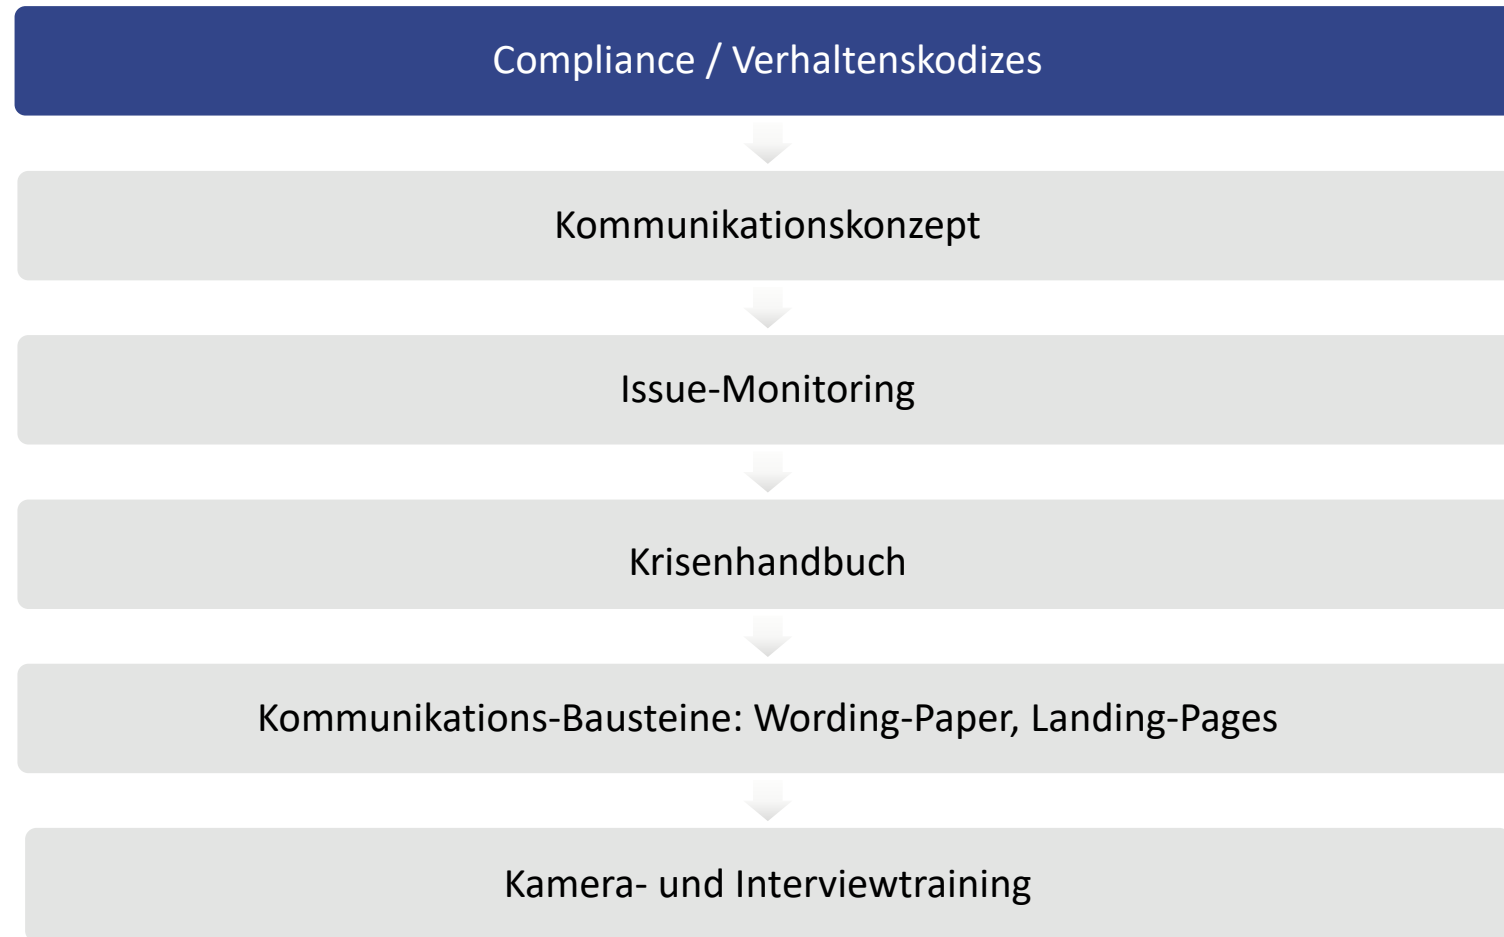 Compliance / Verhaltenskodizes
Kommunikationskonzept
Issue-Monitoring
Krisenhandbuch
Kommunikations-Bausteine: Wording-Paper, Landing-Pages
Kamera- und Interviewtraining